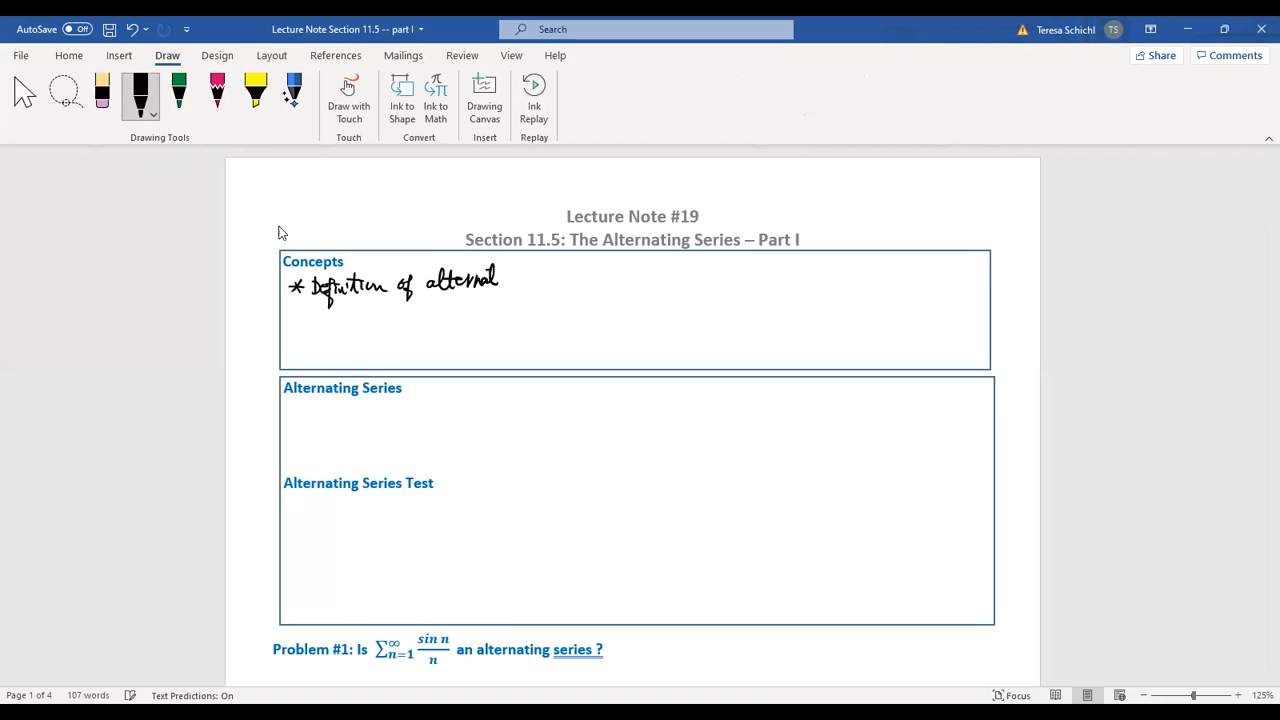 AutoSave Off Lecture Note Section 11.5 -- part I Search Teresa Schichl TS
File Home Insert Draw Design Layout References Mailings Review View Help Share Comments
Draw with Touch Ink to Shape Ink to Math Drawing Canvas Ink Replay
Drawing Tools Touch Convert Insert Replay
Lecture Note #19
Section 11.5: The Alternating Series – Part I
Concepts
* Definition of alternat
Alternating Series
Alternating Series Test
Problem #1: Is ∑_{n=1}^{∞} sin n / n an alternating series ?
Page 1 of 4 107 words Text Predictions: On Focus 125%